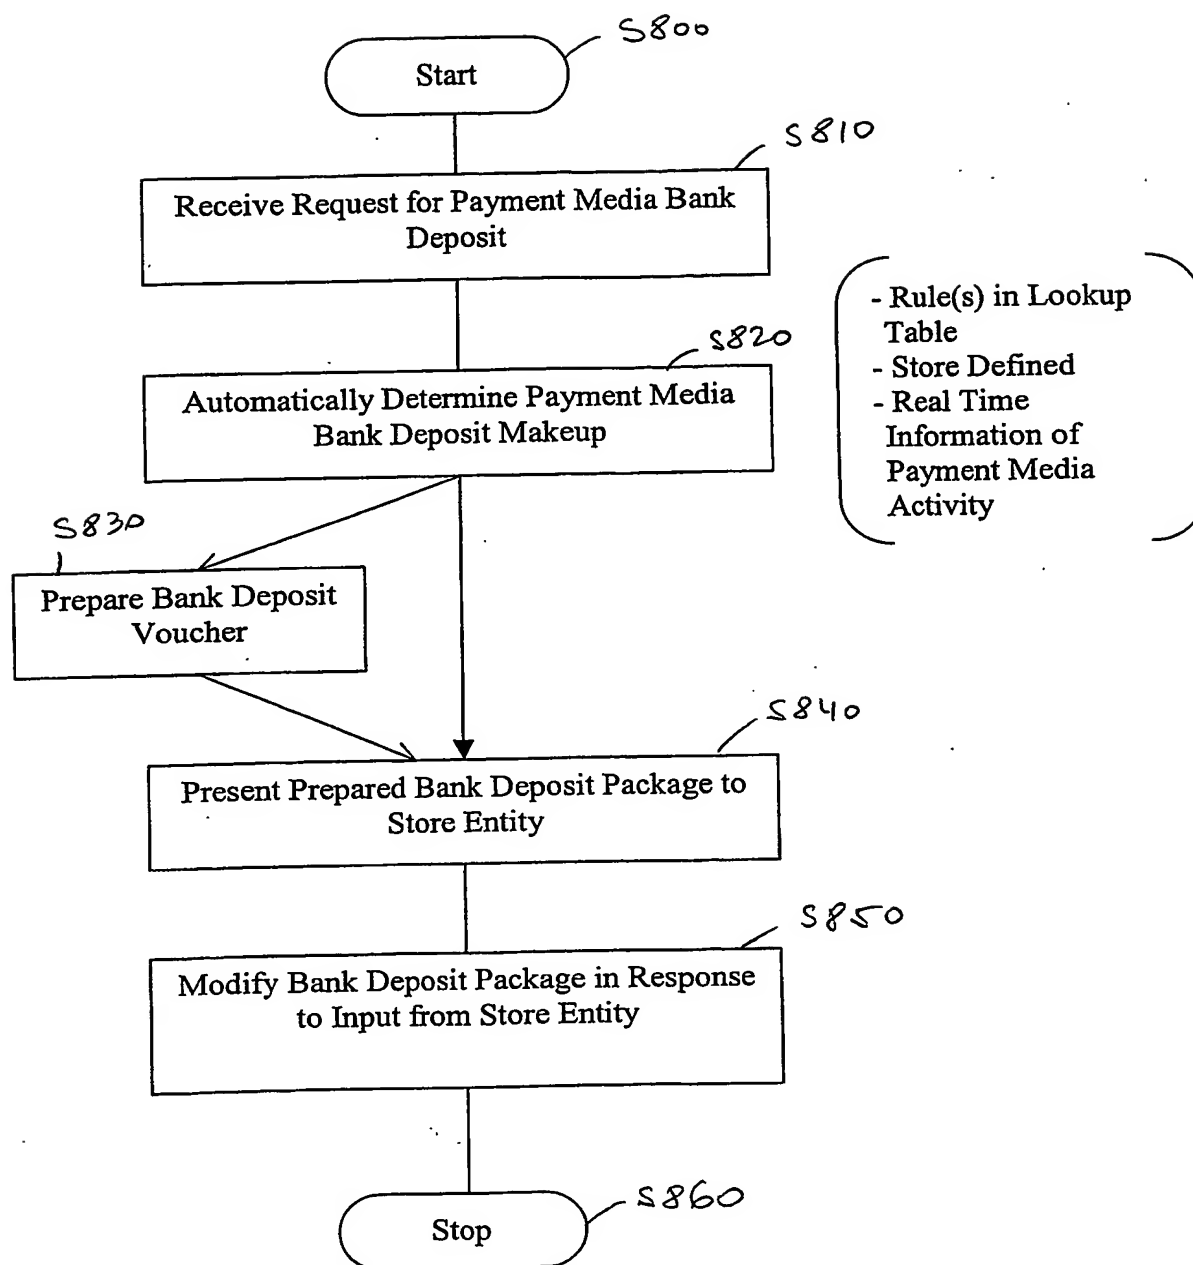 S800
Start
S810
Receive Request for Payment Media Bank
Deposit
- Rule(s) in Lookup
Table
- Store Defined
- Real Time
Information of
Payment Media
Activity
S820
Automatically Determine Payment Media
Bank Deposit Makeup
S830
Prepare Bank Deposit
Voucher
S840
Present Prepared Bank Deposit Package to
Store Entity
S850
Modify Bank Deposit Package in Response
to Input from Store Entity
S860
Stop